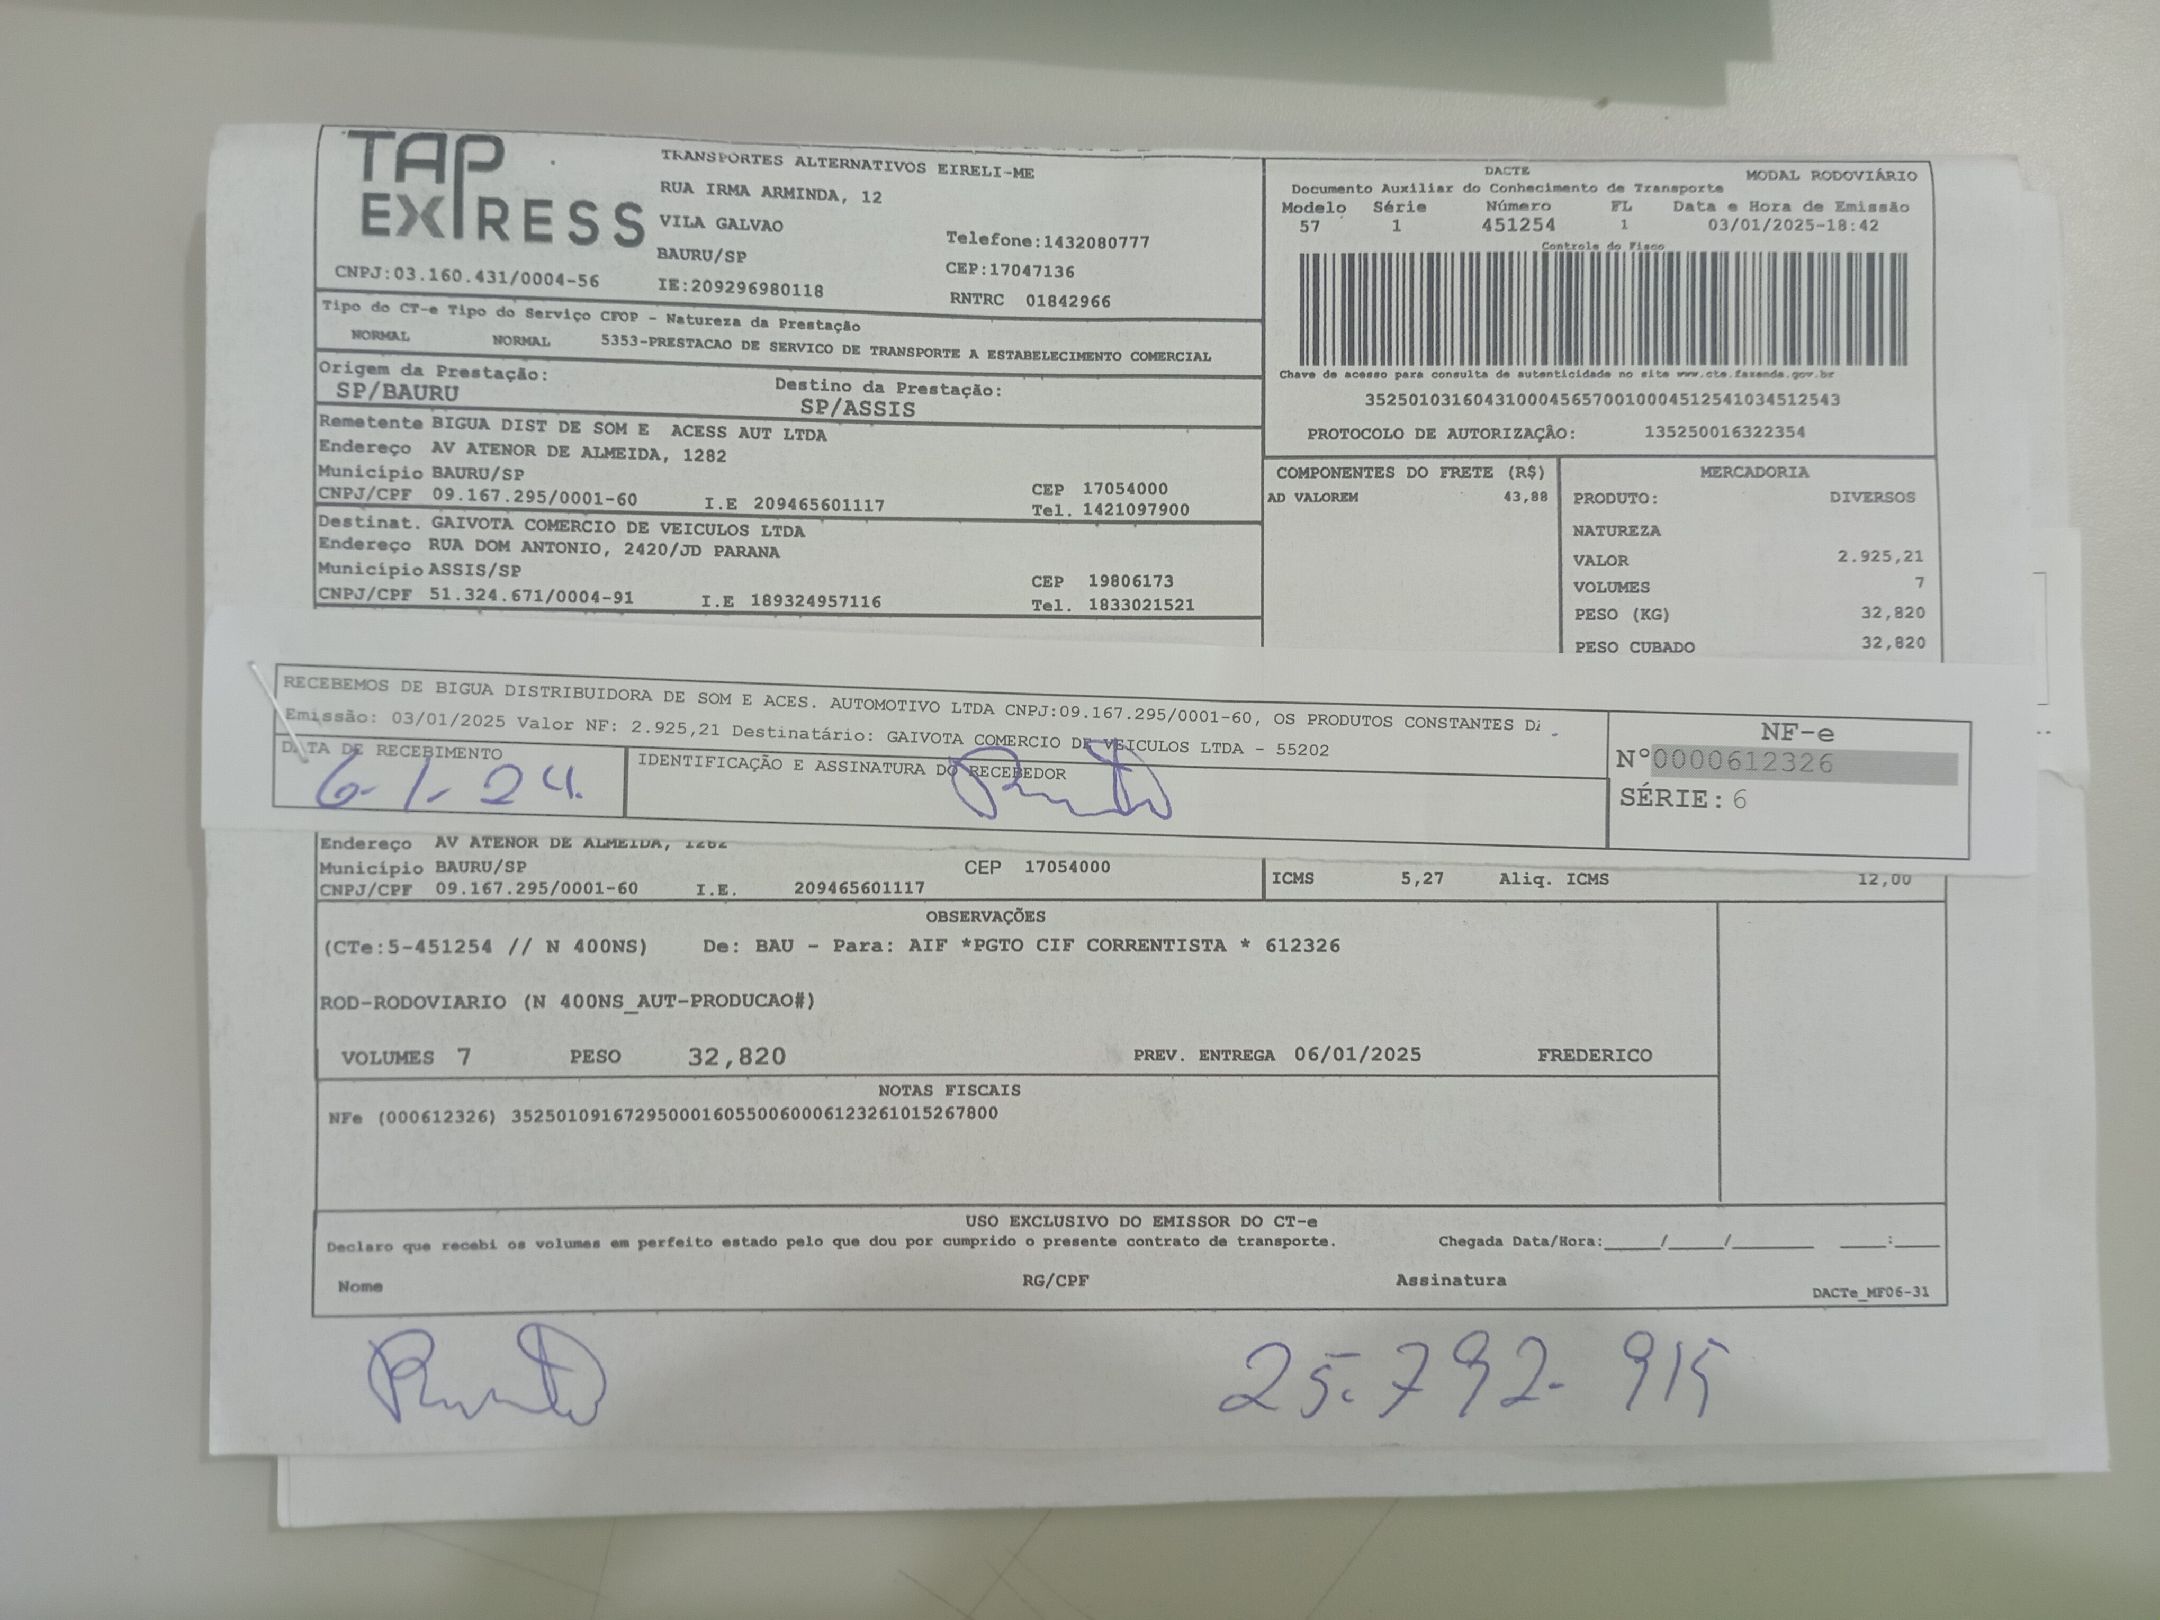 TAP EXPRESS
TRANSPORTES ALTERNATIVOS EIRELI-ME
RUA IRMA ARMINDA, 12
VILA GALVAO
BAURU/SP
Telefone:1432080777
CEP:17047136
CNPJ:03.160.431/0004-56
IE:209296980118
RNTRC 01842966
DACTE
MODAL RODOVIÁRIO
Documento Auxiliar do Conhecimento de Transporte
Modelo Série Número FL Data e Hora de Emissão
57 1 451254 1 03/01/2025-18:42
Controle do Fisco
Chave de acesso para consulta de autenticidade no site www.cte.fazenda.gov.br
35250103160431000456570010004512541034512543
PROTOCOLO DE AUTORIZAÇÃO: 135250016322354
Tipo do CT-e Tipo do Serviço CFOP - Natureza da Prestação
NORMAL NORMAL 5353-PRESTACAO DE SERVICO DE TRANSPORTE A ESTABELECIMENTO COMERCIAL
Origem da Prestação: Destino da Prestação:
SP/BAURU SP/ASSIS
Remetente BIGUA DIST DE SOM E ACESS AUT LTDA
Endereço AV ATENOR DE ALMEIDA, 1282
Município BAURU/SP CEP 17054000
CNPJ/CPF 09.167.295/0001-60 I.E 209465601117 Tel. 1421097900
Destinat. GAIVOTA COMERCIO DE VEICULOS LTDA
Endereço RUA DOM ANTONIO, 2420/JD PARANA
Município ASSIS/SP CEP 19806173
CNPJ/CPF 51.324.671/0004-91 I.E 189324957116 Tel. 1833021521
COMPONENTES DO FRETE (R$)
AD VALOREM 43,88
MERCADORIA
PRODUTO: DIVERSOS
NATUREZA
VALOR 2.925,21
VOLUMES 7
PESO (KG) 32,820
PESO CUBADO 32,820
RECEBEMOS DE BIGUA DISTRIBUIDORA DE SOM E ACES. AUTOMOTIVO LTDA CNPJ:09.167.295/0001-60, OS PRODUTOS CONSTANTES
Emissão: 03/01/2025 Valor NF: 2.925,21 Destinatário: GAIVOTA COMERCIO DE VEICULOS LTDA - 55202
DATA DE RECEBIMENTO
6-1-24.
IDENTIFICAÇÃO E ASSINATURA DO RECEBEDOR
NF-e
N°0000612326
SÉRIE: 6
Endereço AV ATENOR DE ALMEIDA, 1282
Município BAURU/SP CEP 17054000
CNPJ/CPF 09.167.295/0001-60 I.E. 209465601117
ICMS 5,27 Aliq. ICMS 12,00
OBSERVAÇÕES
(CTe:5-451254 // N 400NS) De: BAU - Para: AIF *PGTO CIF CORRENTISTA * 612326
ROD-RODOVIARIO (N 400NS_AUT-PRODUCAO#)
VOLUMES 7 PESO 32,820 PREV. ENTREGA 06/01/2025 FREDERICO
NOTAS FISCAIS
NFe (000612326) 35250109167295000160550060006123261015267800
USO EXCLUSIVO DO EMISSOR DO CT-e
Declaro que recebi os volumes em perfeito estado pelo que dou por cumprido o presente contrato de transporte. Chegada Data/Hora:____/____/______ ___:___
Nome RG/CPF Assinatura
DACTe_MF06-31
25.792-915